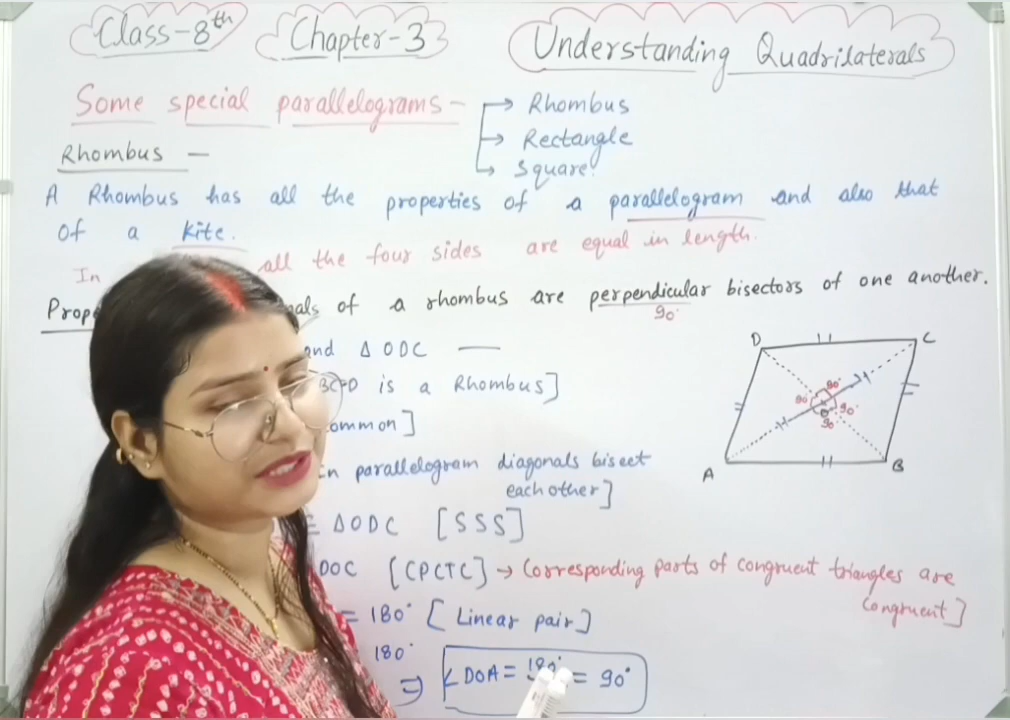 Class-8th Chapter-3 Understanding Quadrilaterals
Some special parallelograms - → Rhombus
→ Rectangle
→ Square
Rhombus —
A Rhombus has all the properties of a parallelogram and also that
of a kite.
In all the four sides are equal in length.
of a rhombus are perpendicular bisectors of one another.
90°
and Δ ODC —
is a Rhombus]
]
in parallelogram diagonals bisect
each other]
≅ Δ ODC [SSS]
DOC [CPCTC] → Corresponding parts of congruent triangles are
Congruent]
= 180° [Linear pair]
180°
⇒ ∠DOA = = 90°
D C
90°
90° O 90°
90°
A B